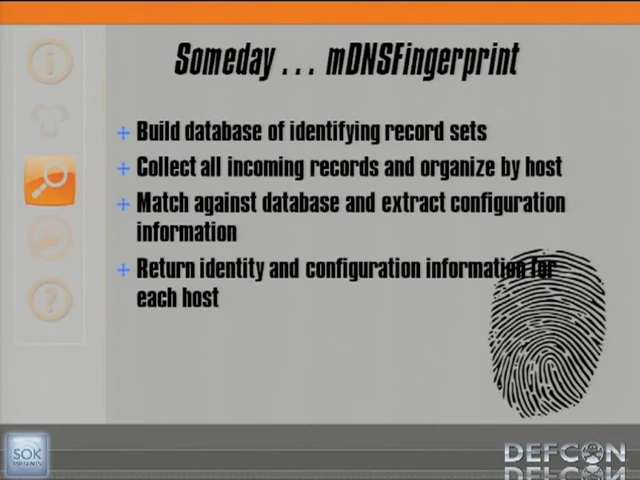 Someday . . . mDNSFingerprint
Build database of identifying record sets
Collect all incoming records and organize by host
Match against database and extract configuration
information
Return identity and configuration information for
each host
SOK
DEFCON